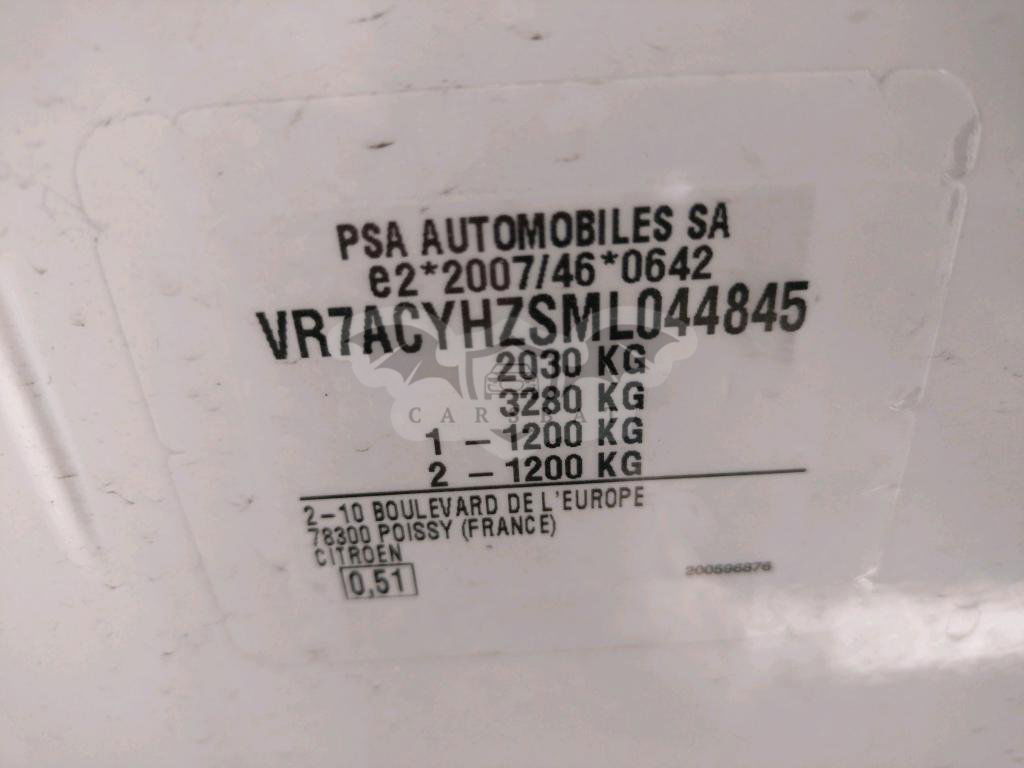 PSA AUTOMOBILES SA
e2*2007/46*0642
VR7ACYHZSML044845
2030 KG
3280 KG
1 - 1200 KG
2 - 1200 KG
2-10 BOULEVARD DE L'EUROPE
78300 POISSY (FRANCE)
CITROEN
0,51
200596876